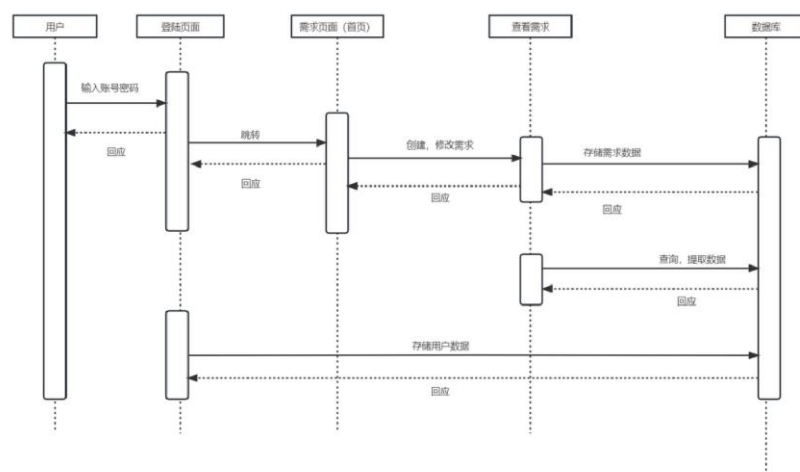 用户
登陆页面
需求页面（首页）
查看需求
数据库
输入账号密码
回应
跳转
回应
创建，修改需求
回应
存储需求数据
回应
查询，提取数据
回应
存储用户数据
回应